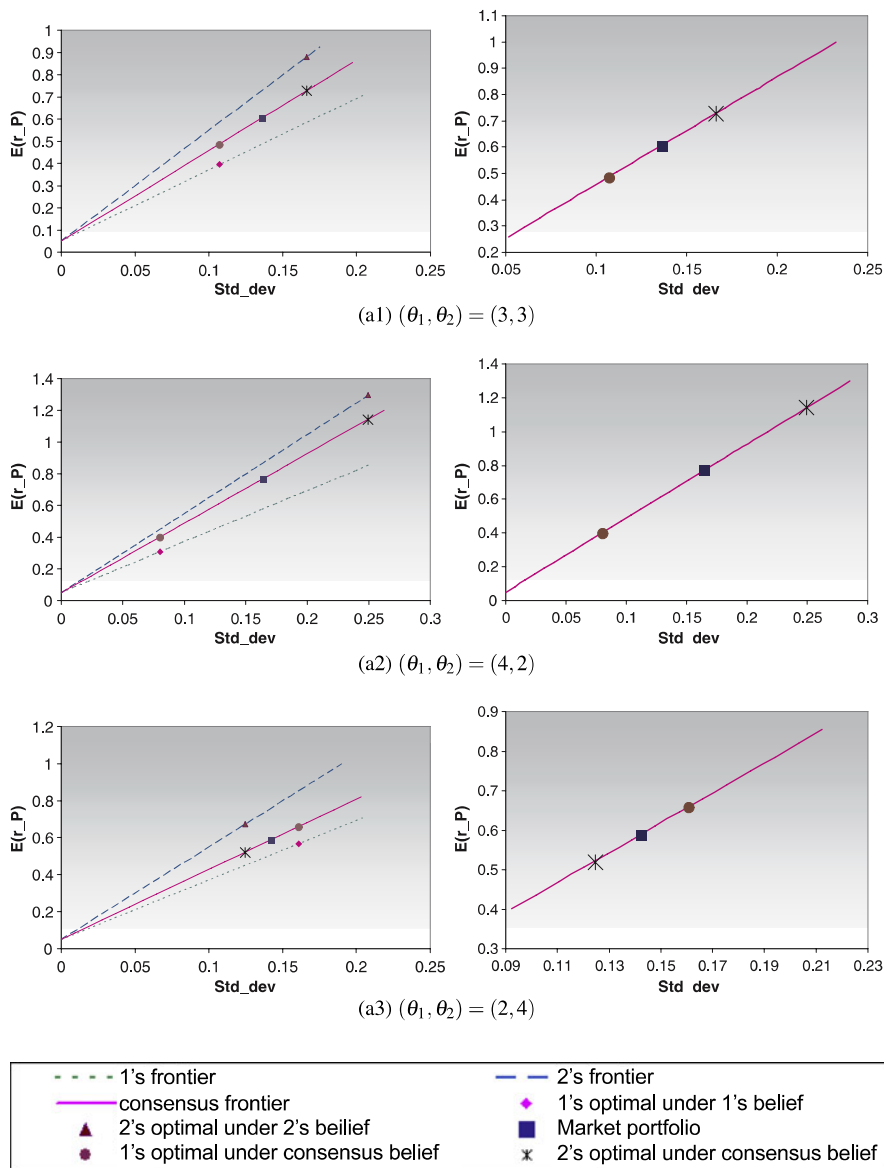 1
0.9
0.8
0.7
0.6
0.5
0.4
0.3
0.2
0.1
0
E(r_P)
0 0.05 0.1 0.15 0.2 0.25
Std_dev
1.1
1
0.9
0.8
0.7
0.6
0.5
0.4
0.3
0.2
E(r_P)
0.05 0.1 0.15 0.2 0.25
Std dev
(a1) (θ₁, θ₂) = (3, 3)
1.4
1.2
1
0.8
0.6
0.4
0.2
0
E(r_P)
0 0.05 0.1 0.15 0.2 0.25 0.3
Std_dev
1.4
1.2
1
0.8
0.6
0.4
0.2
0
E(r_P)
0 0.05 0.1 0.15 0.2 0.25 0.3
Std dev
(a2) (θ₁, θ₂) = (4, 2)
1.2
1
0.8
0.6
0.4
0.2
0
E(r_P)
0 0.05 0.1 0.15 0.2 0.25
Std_dev
0.9
0.8
0.7
0.6
0.5
0.4
0.3
E(r_P)
0.09 0.11 0.13 0.15 0.17 0.19 0.21 0.23
Std dev
(a3) (θ₁, θ₂) = (2, 4)
1's frontier
2's frontier
consensus frontier
1's optimal under 1's belief
2's optimal under 2's beilief
Market portfolio
1's optimal under consensus belief
2's optimal under consensus belief